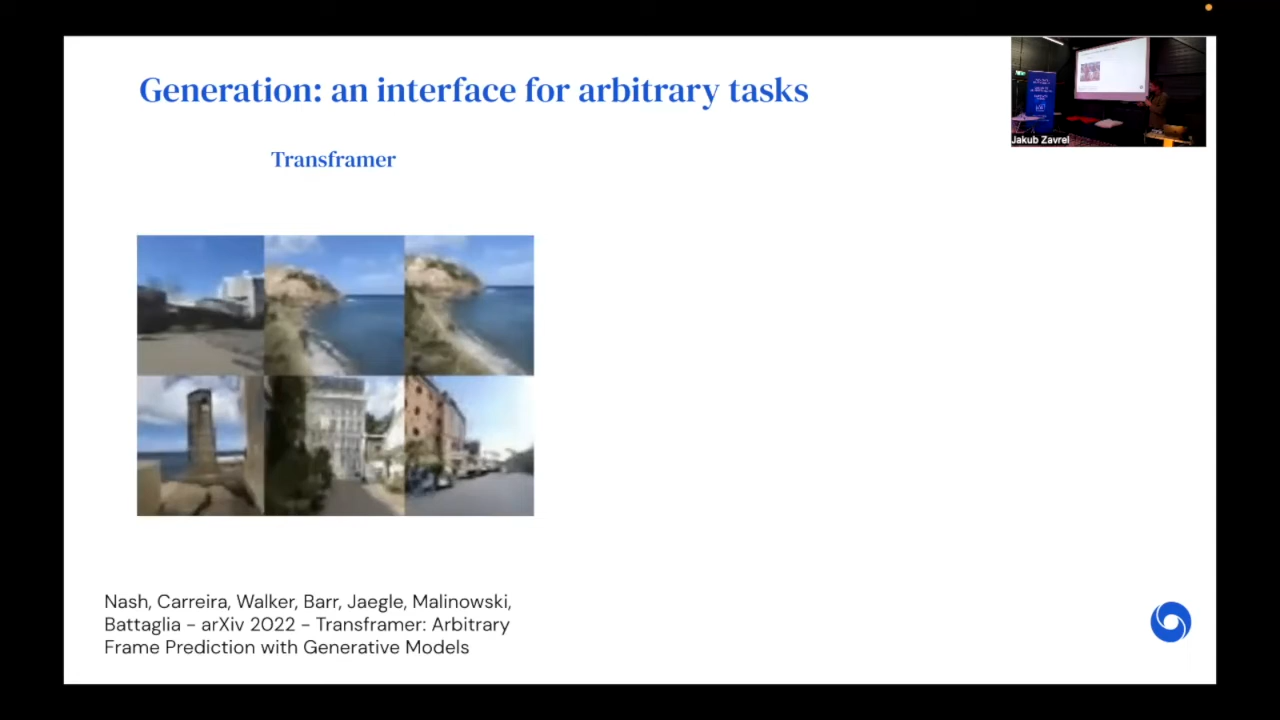 Generation: an interface for arbitrary tasks
Jakub Zavrel
Transframer
Nash, Carreira, Walker, Barr, Jaegle, Malinowski,
Battaglia – arXiv 2022 – Transframer: Arbitrary
Frame Prediction with Generative Models